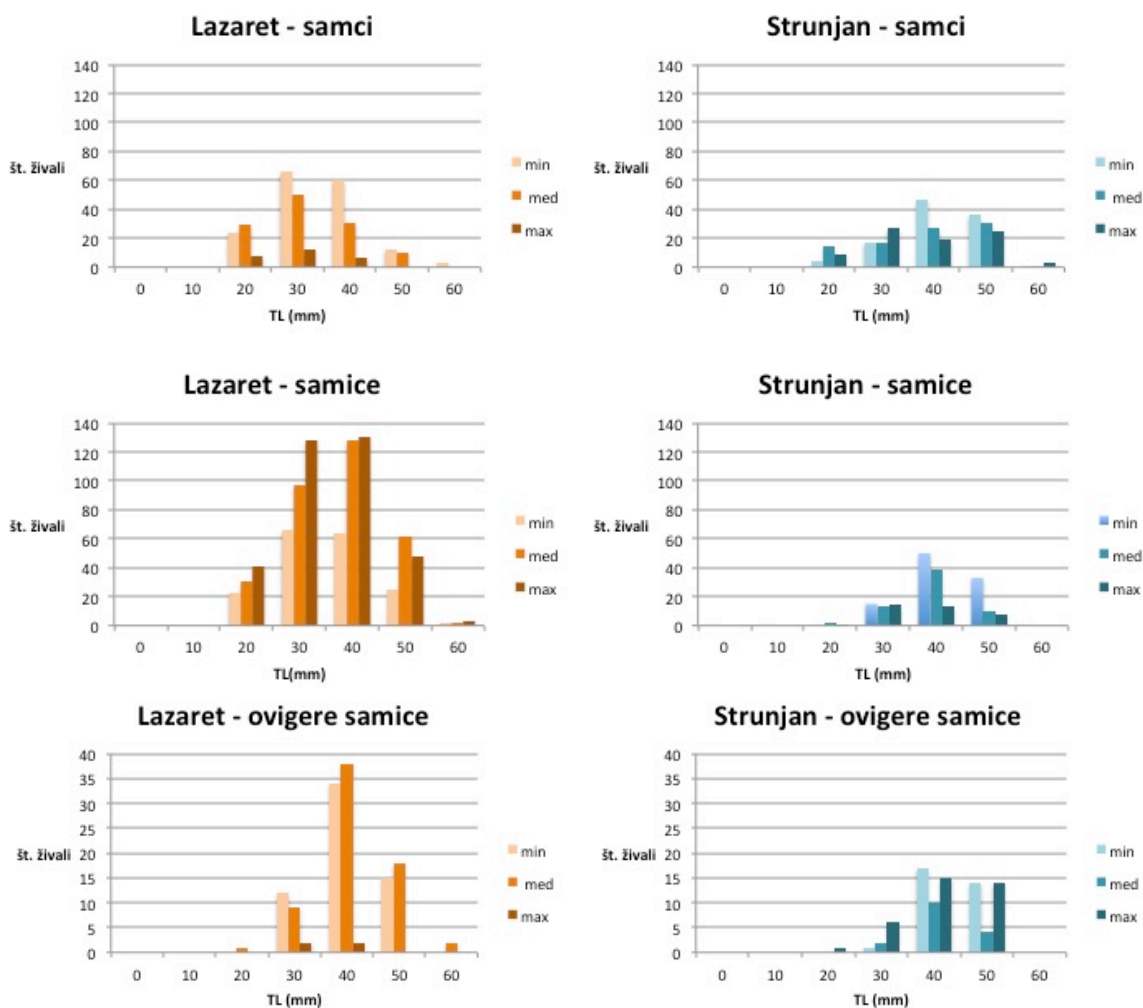 Lazaret - samci
140
120
100
80
60
40
20
0
št. živali
0 10 20 30 40 50 60
TL (mm)
min
med
max
Strunjan - samci
140
120
100
80
60
40
20
0
št. živali
0 10 20 30 40 50 60
TL (mm)
min
med
max
Lazaret - samice
140
120
100
80
60
40
20
0
št. živali
0 10 20 30 40 50 60
TL(mm)
min
med
max
Strunjan - samice
140
120
100
80
60
40
20
0
št. živali
0 10 20 30 40 50 60
TL (mm)
min
med
max
Lazaret - ovigere samice
40
35
30
25
20
15
10
5
0
št. živali
0 10 20 30 40 50 60
TL (mm)
min
med
max
Strunjan - ovigere samice
40
35
30
25
20
15
10
5
0
št. živali
0 10 20 30 40 50 60
TL (mm)
min
med
max